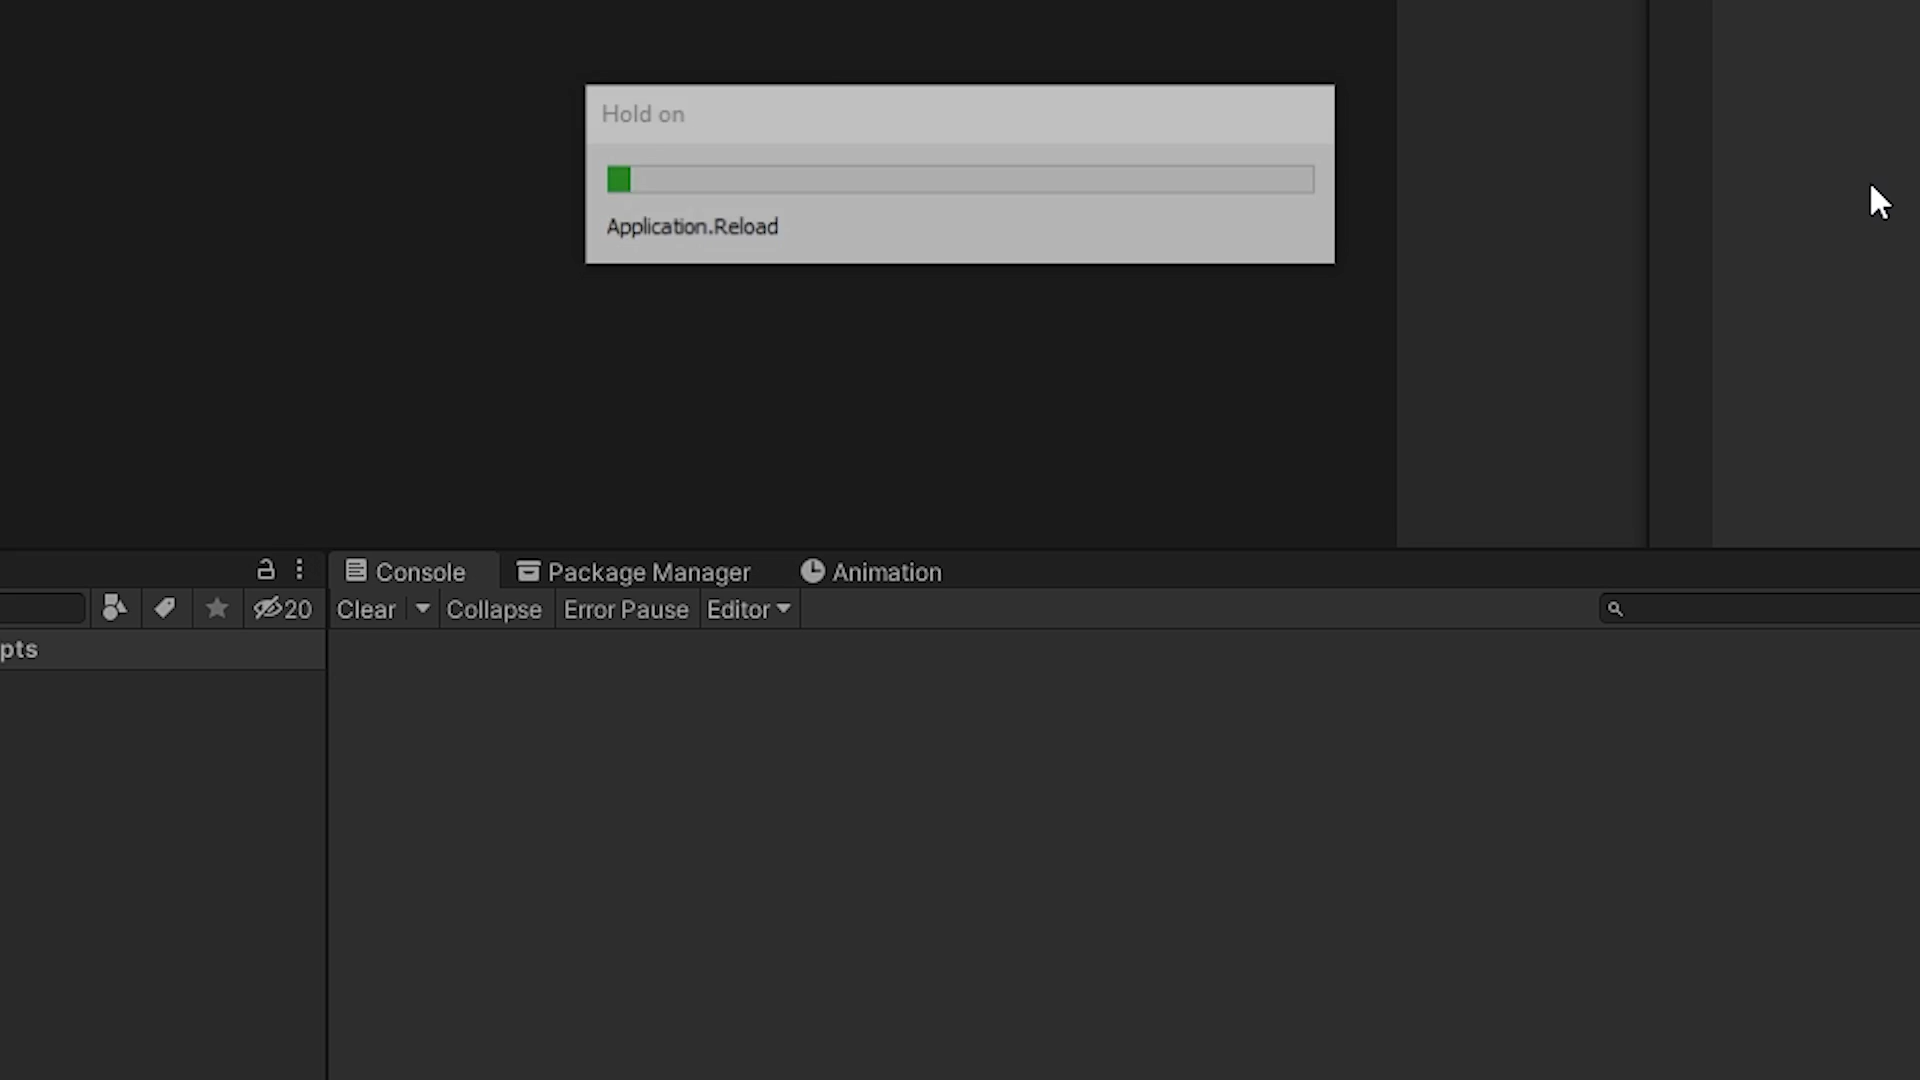 Hold on
Application.Reload
Console Package Manager Animation
20 Clear Collapse Error Pause Editor
pts